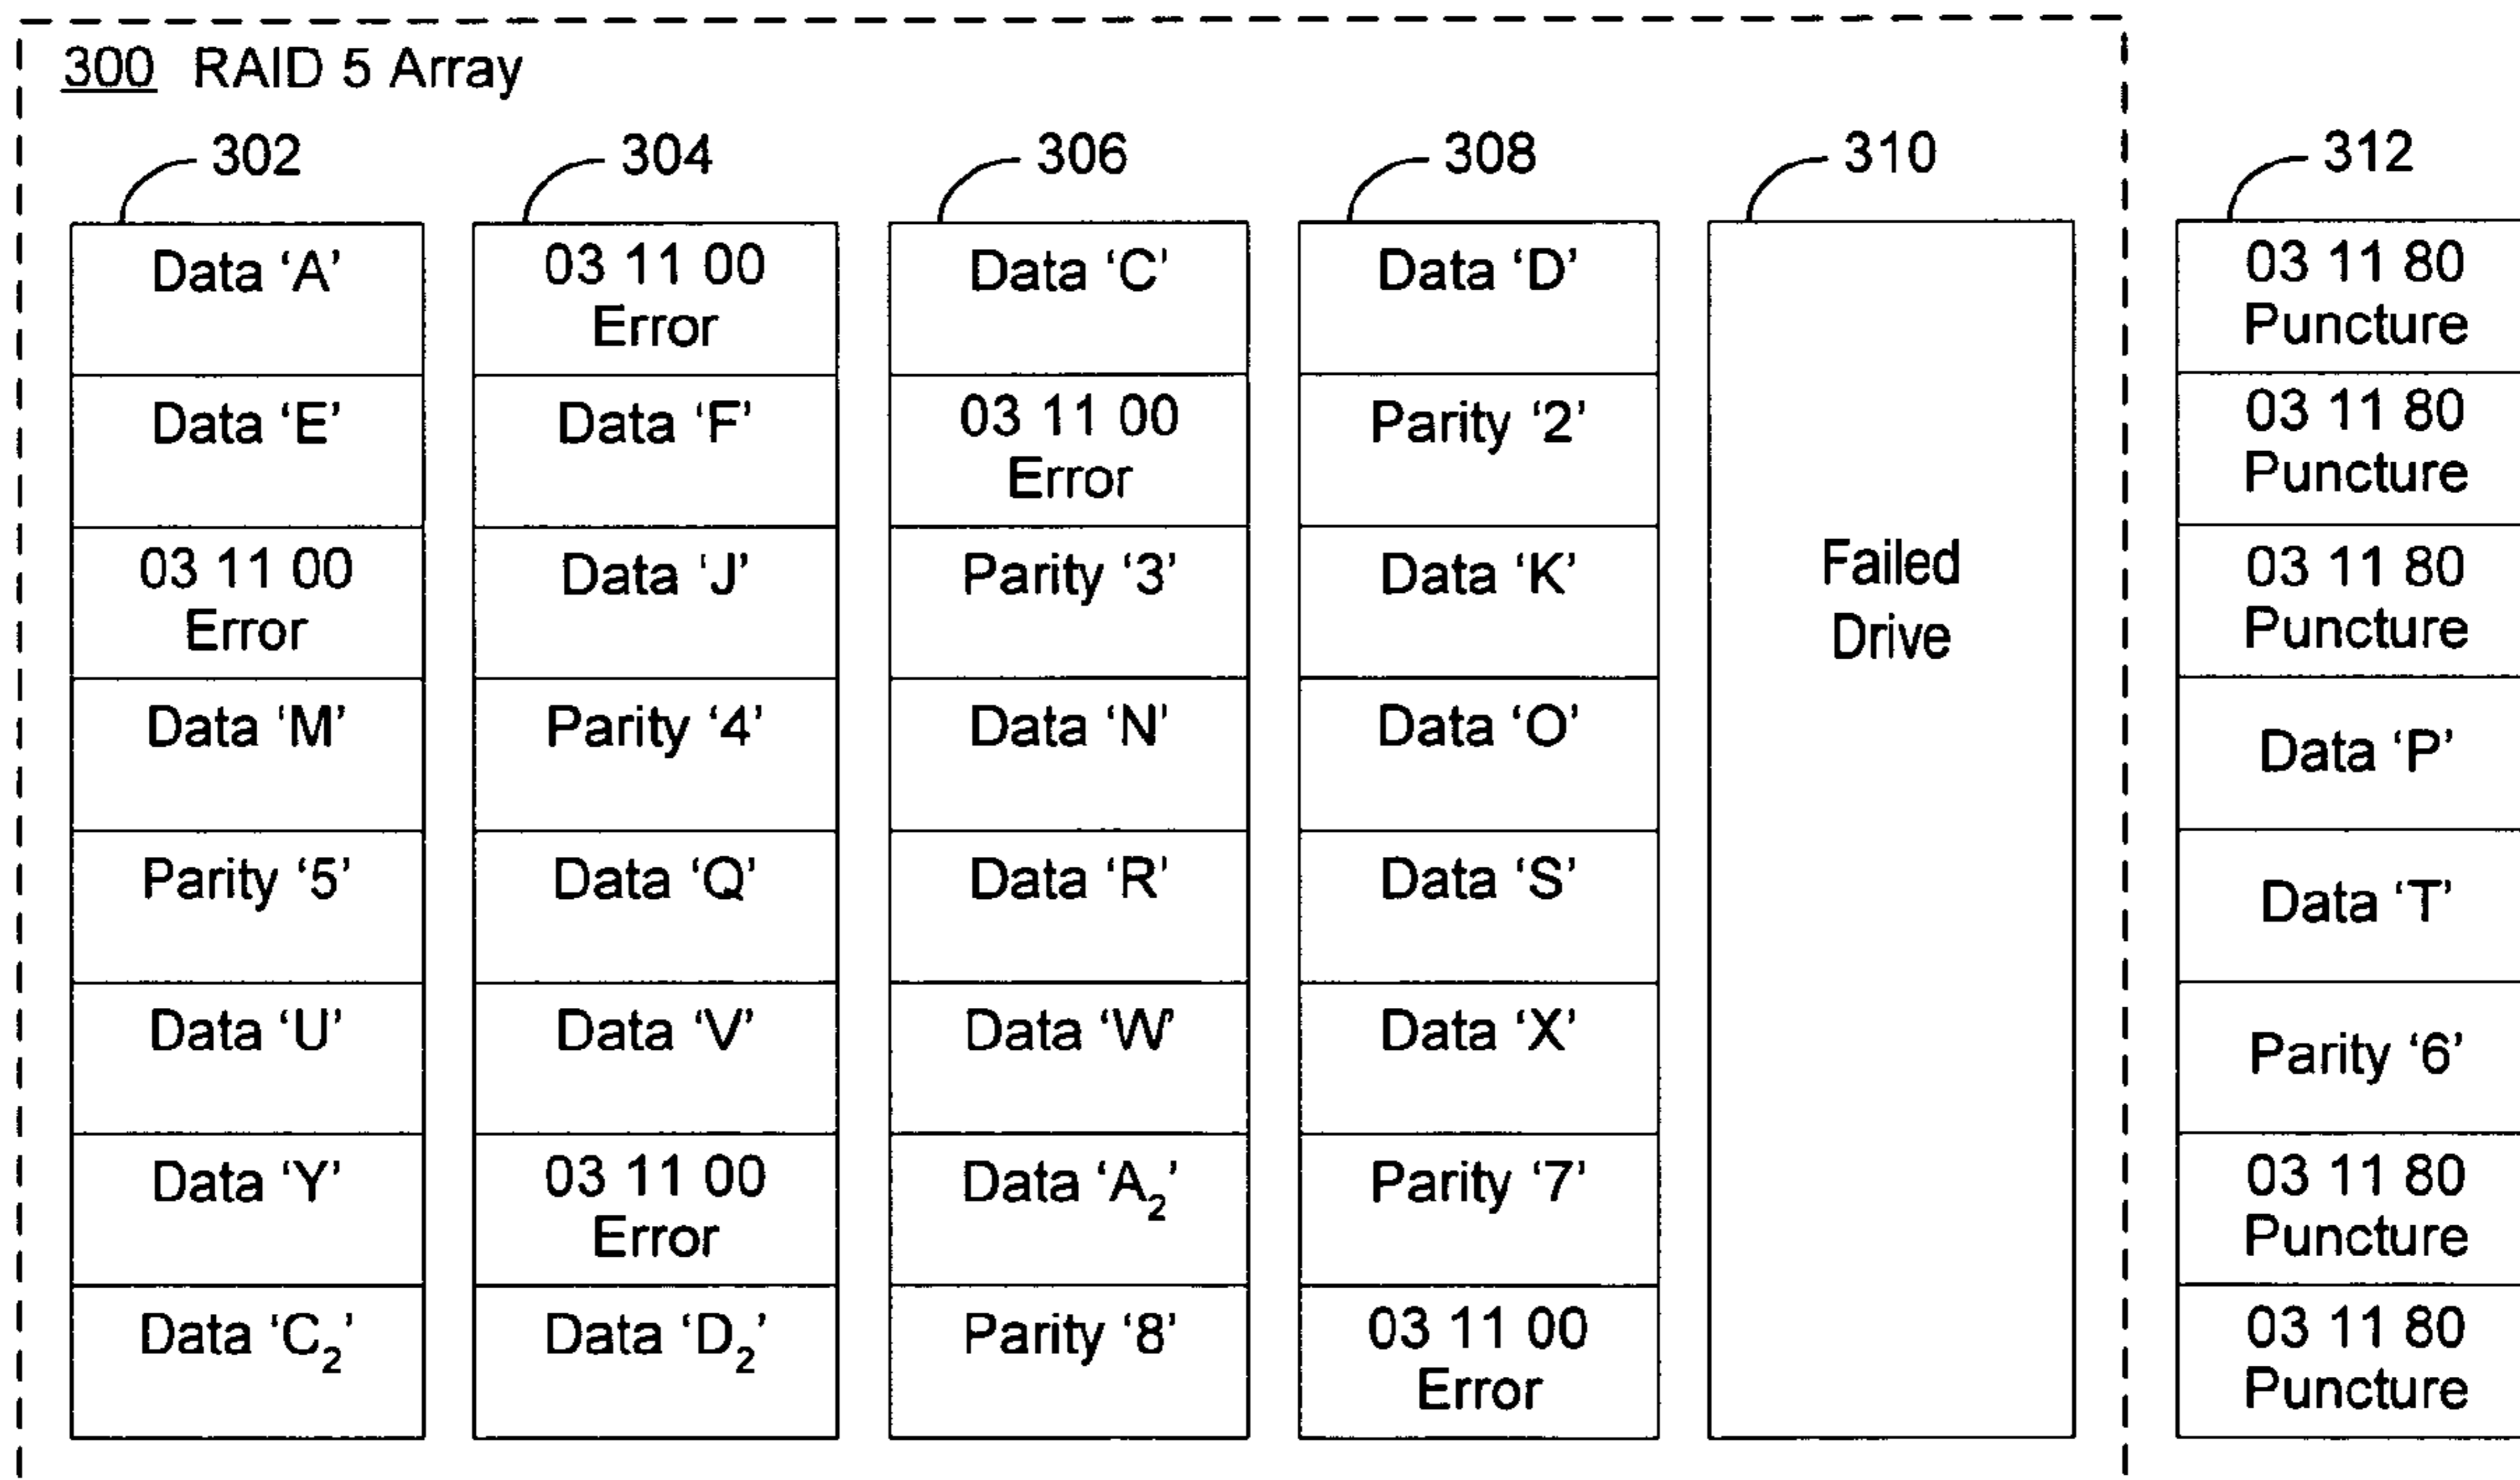 300 RAID 5 Array
302 304 306 308 310 312
Data ‘A’
03 11 00
Error
Data ‘C’
Data ‘D’
03 11 80
Puncture
Data ‘E’
Data ‘F’
03 11 00
Error
Parity ‘2’
03 11 80
Puncture
03 11 00
Error
Data ‘J’
Parity ‘3’
Data ‘K’
Failed
Drive
03 11 80
Puncture
Data ‘M’
Parity ‘4’
Data ‘N’
Data ‘O’
Data ‘P’
Parity ‘5’
Data ‘Q’
Data ‘R’
Data ‘S’
Data ‘T’
Data ‘U’
Data ‘V’
Data ‘W’
Data ‘X’
Parity ‘6’
Data ‘Y’
03 11 00
Error
Data ‘A₂’
Parity ‘7’
03 11 80
Puncture
Data ‘C₂’
Data ‘D₂’
Parity ‘8’
03 11 00
Error
03 11 80
Puncture